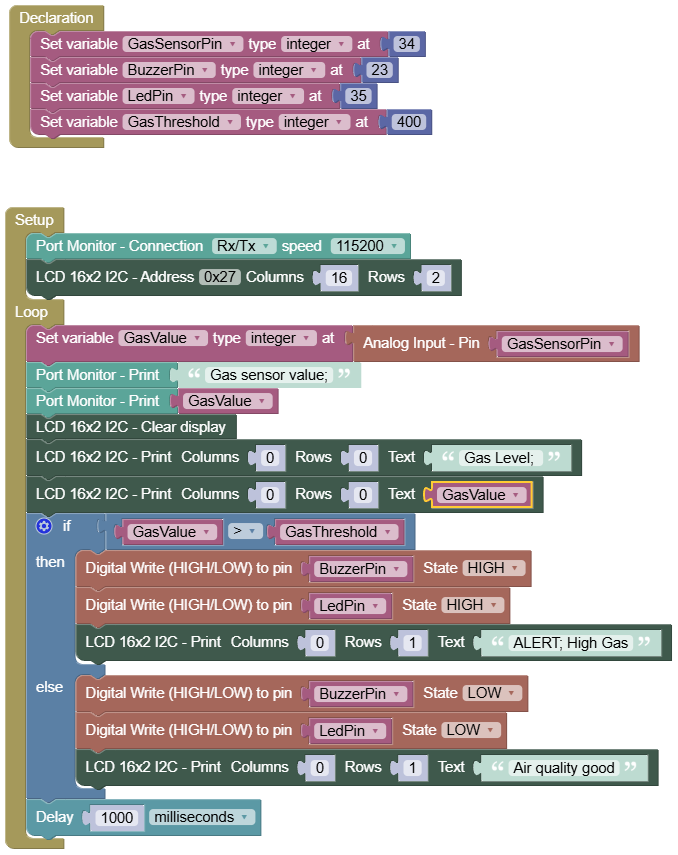 Declaration
Set variable GasSensorPin type integer at 34
Set variable BuzzerPin type integer at 23
Set variable LedPin type integer at 35
Set variable GasThreshold type integer at 400
Setup
Port Monitor - Connection Rx/Tx speed 115200
LCD 16x2 I2C - Address 0x27 Columns 16 Rows 2
Loop
Set variable GasValue type integer at Analog Input - Pin GasSensorPin
Port Monitor - Print “ Gas sensor value; ”
Port Monitor - Print GasValue
LCD 16x2 I2C - Clear display
LCD 16x2 I2C - Print Columns 0 Rows 0 Text “ Gas Level; ”
LCD 16x2 I2C - Print Columns 0 Rows 0 Text GasValue
if GasValue > GasThreshold
then Digital Write (HIGH/LOW) to pin BuzzerPin State HIGH
Digital Write (HIGH/LOW) to pin LedPin State HIGH
LCD 16x2 I2C - Print Columns 0 Rows 1 Text “ ALERT; High Gas ”
else Digital Write (HIGH/LOW) to pin BuzzerPin State LOW
Digital Write (HIGH/LOW) to pin LedPin State LOW
LCD 16x2 I2C - Print Columns 0 Rows 1 Text “ Air quality good ”
Delay 1000 milliseconds